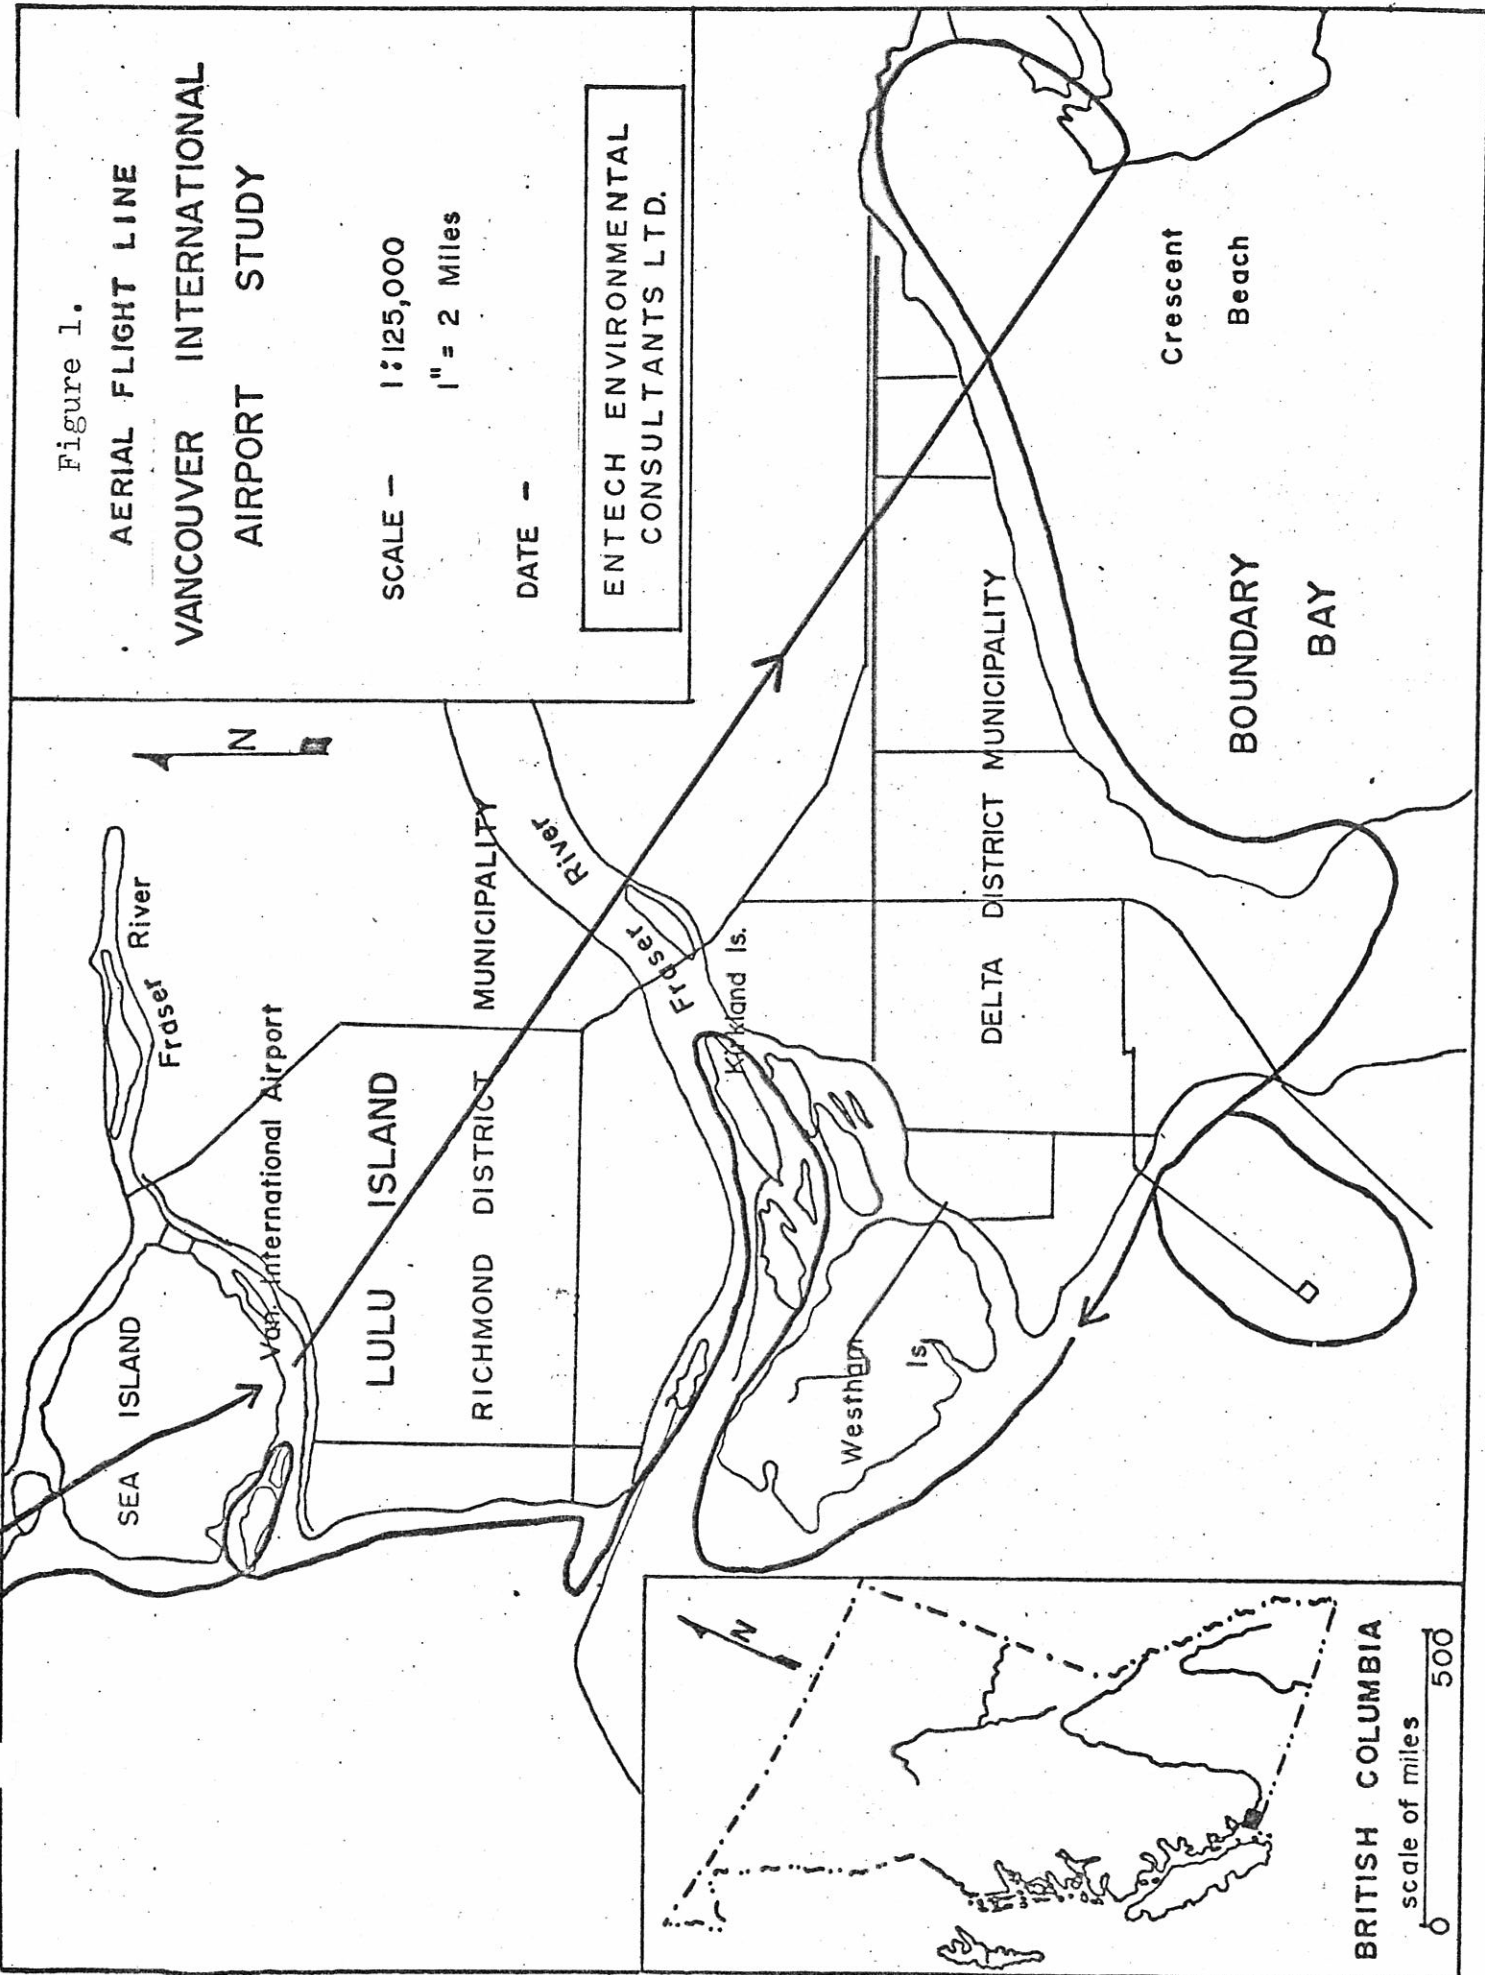 Figure 1.
AERIAL FLIGHT LINE
VANCOUVER INTERNATIONAL
AIRPORT STUDY
SCALE - 1:125,000
1" = 2 Miles
DATE -
ENTECH ENVIRONMENTAL
CONSULTANTS LTD.
N
Fraser River
SEA ISLAND
Van. International Airport
LULU ISLAND
RICHMOND DISTRICT MUNICIPALITY
Fraser River
Kirkland Is.
Westham
Is.
DELTA DISTRICT MUNICIPALITY
Crescent
Beach
BOUNDARY
BAY
N
BRITISH COLUMBIA
scale of miles
0 500